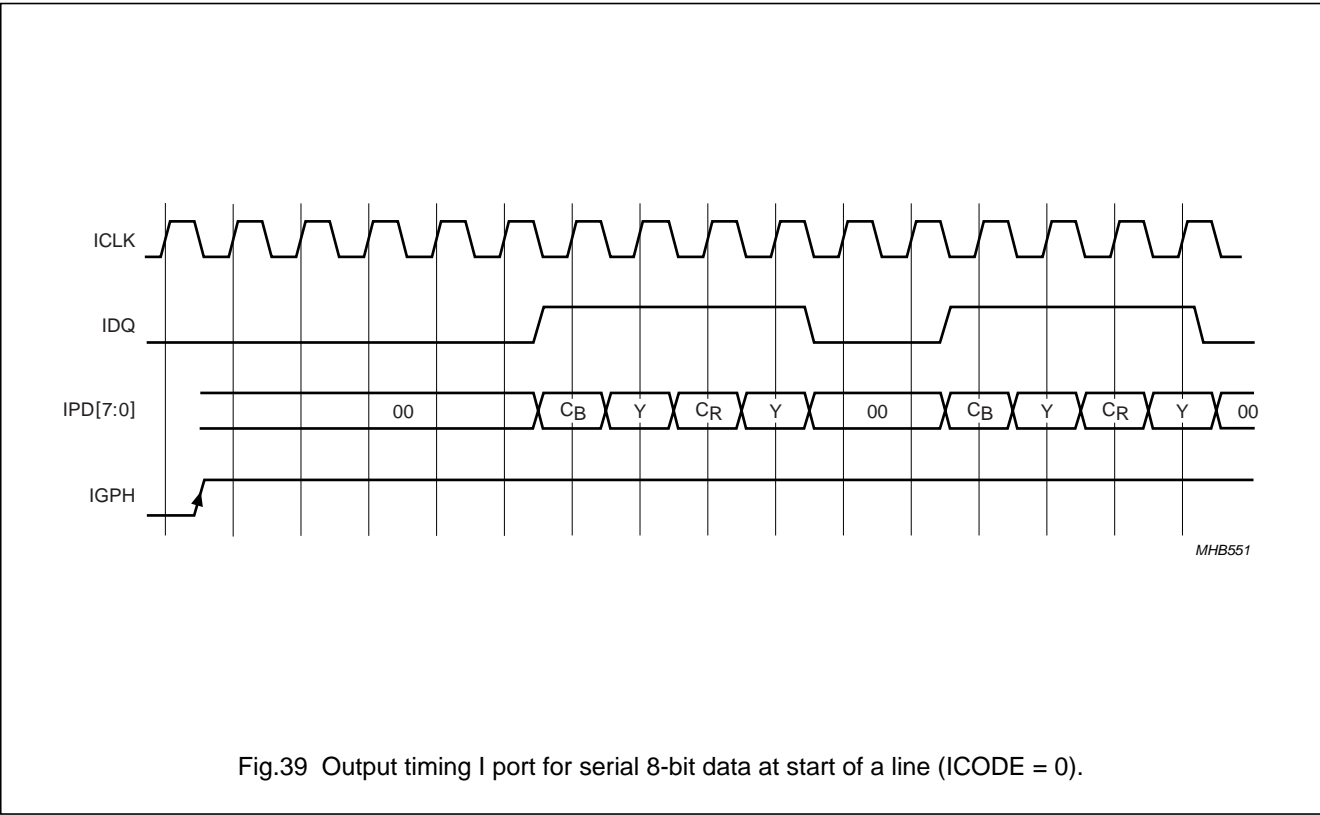 ICLK
IDQ
IPD[7:0]
00 CB Y CR Y 00 CB Y CR Y 00
IGPH
MHB551
Fig.39 Output timing I port for serial 8-bit data at start of a line (ICODE = 0).